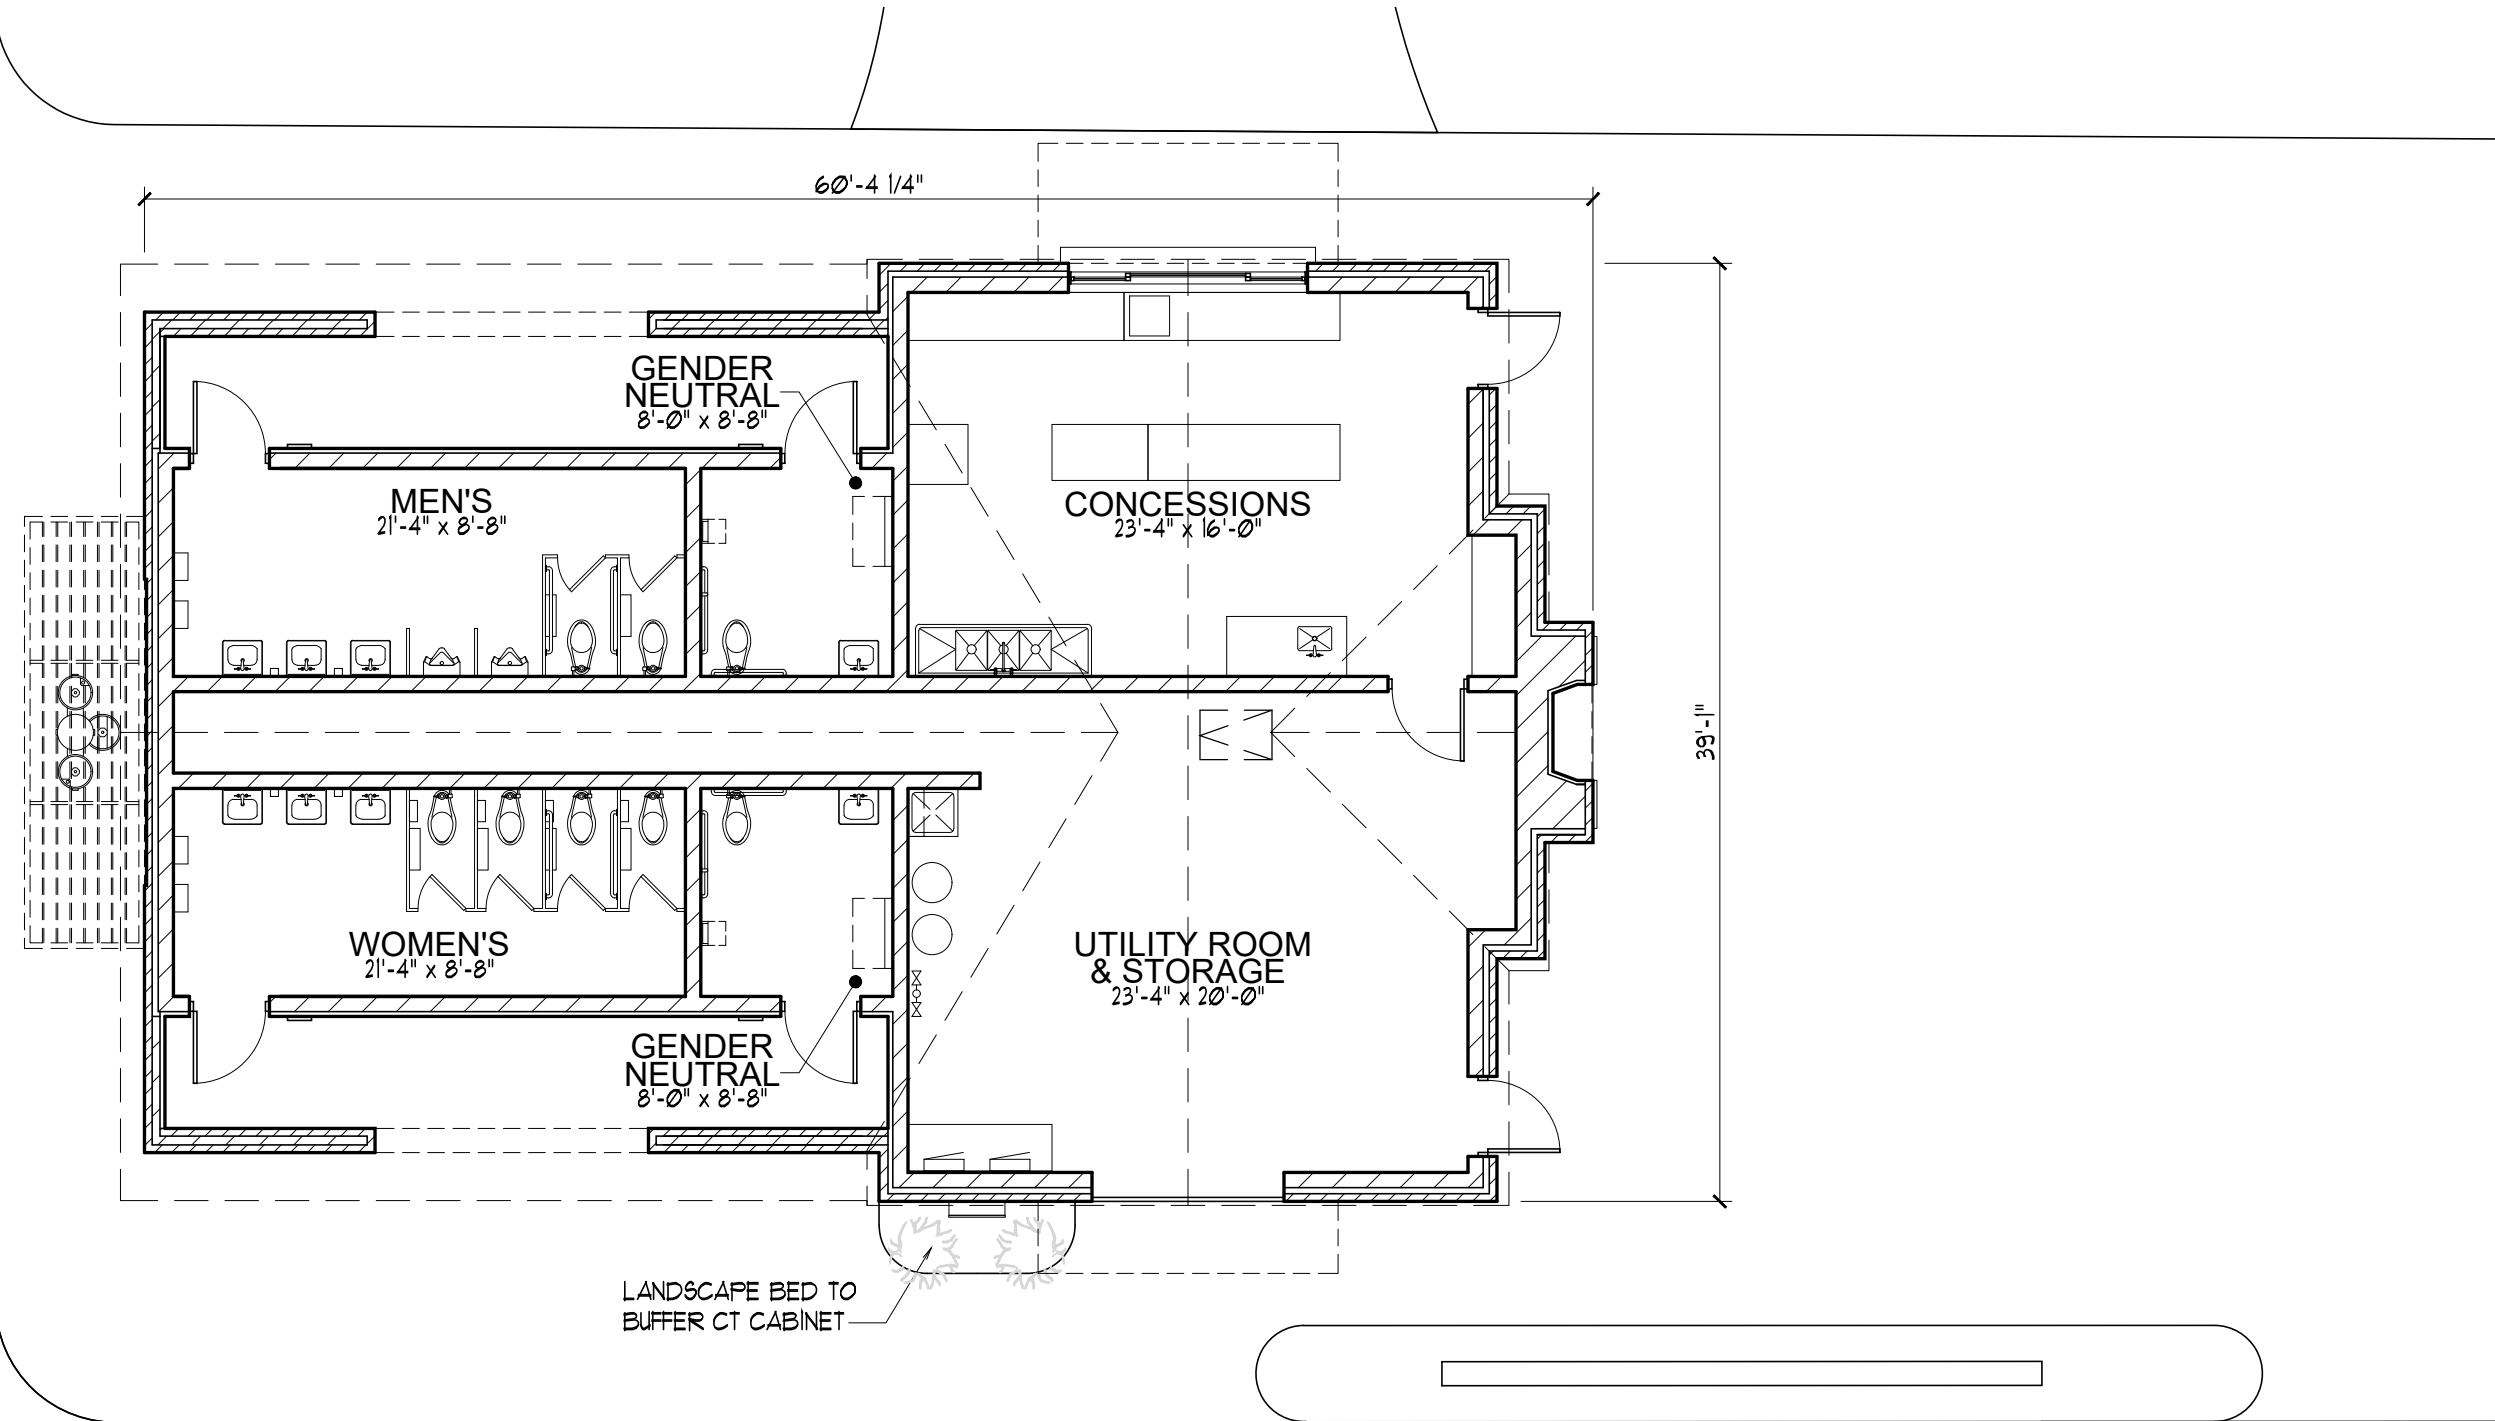 60'-4 1/4"
GENDER
NEUTRAL
8'-0" x 8'-8"
MEN'S
21'-4" x 8'-8"
CONCESSIONS
23'-4" x 16'-0"
39'-1"
WOMEN'S
21'-4" x 8'-8"
UTILITY ROOM
& STORAGE
23'-4" x 20'-0"
GENDER
NEUTRAL
8'-0" x 8'-8"
LANDSCAPE BED TO
BUFFER CT CABINET